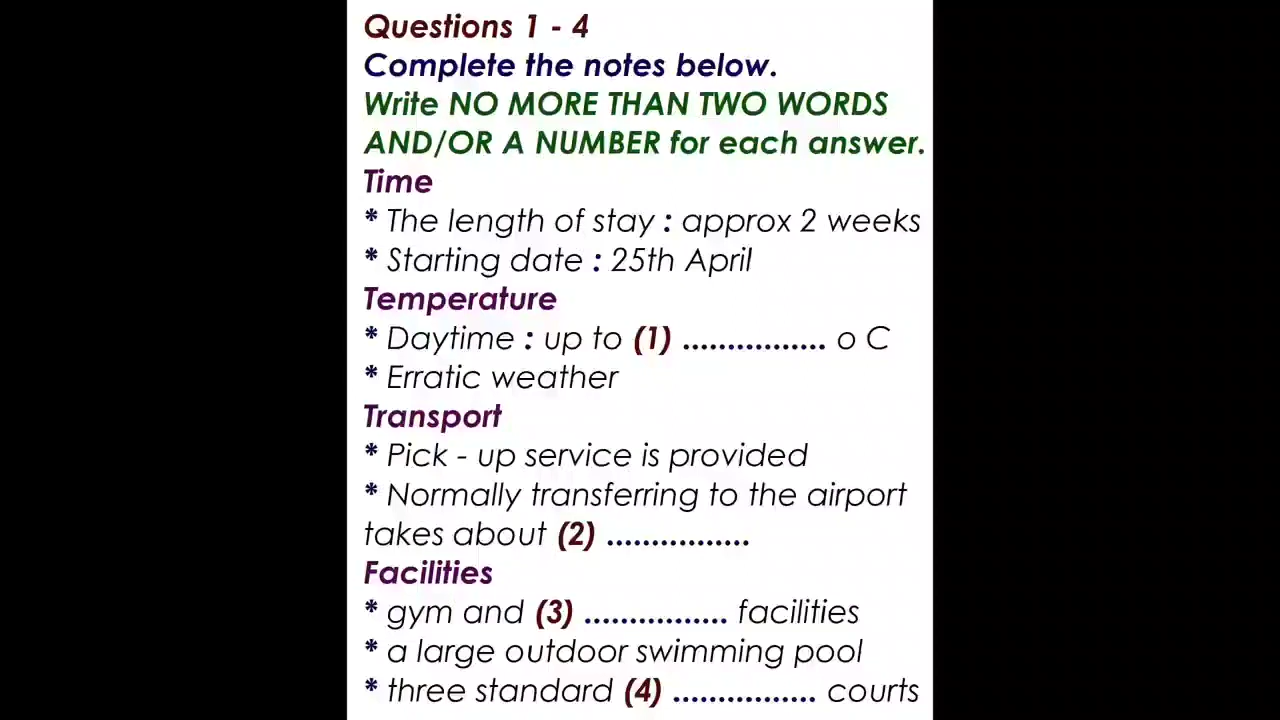 Questions 1 - 4
Complete the notes below.
Write NO MORE THAN TWO WORDS
AND/OR A NUMBER for each answer.
Time
* The length of stay : approx 2 weeks
* Starting date : 25th April
Temperature
* Daytime : up to (1) ................ o C
* Erratic weather
Transport
* Pick - up service is provided
* Normally transferring to the airport
takes about (2) ................
Facilities
* gym and (3) ................ facilities
* a large outdoor swimming pool
* three standard (4) ................ courts